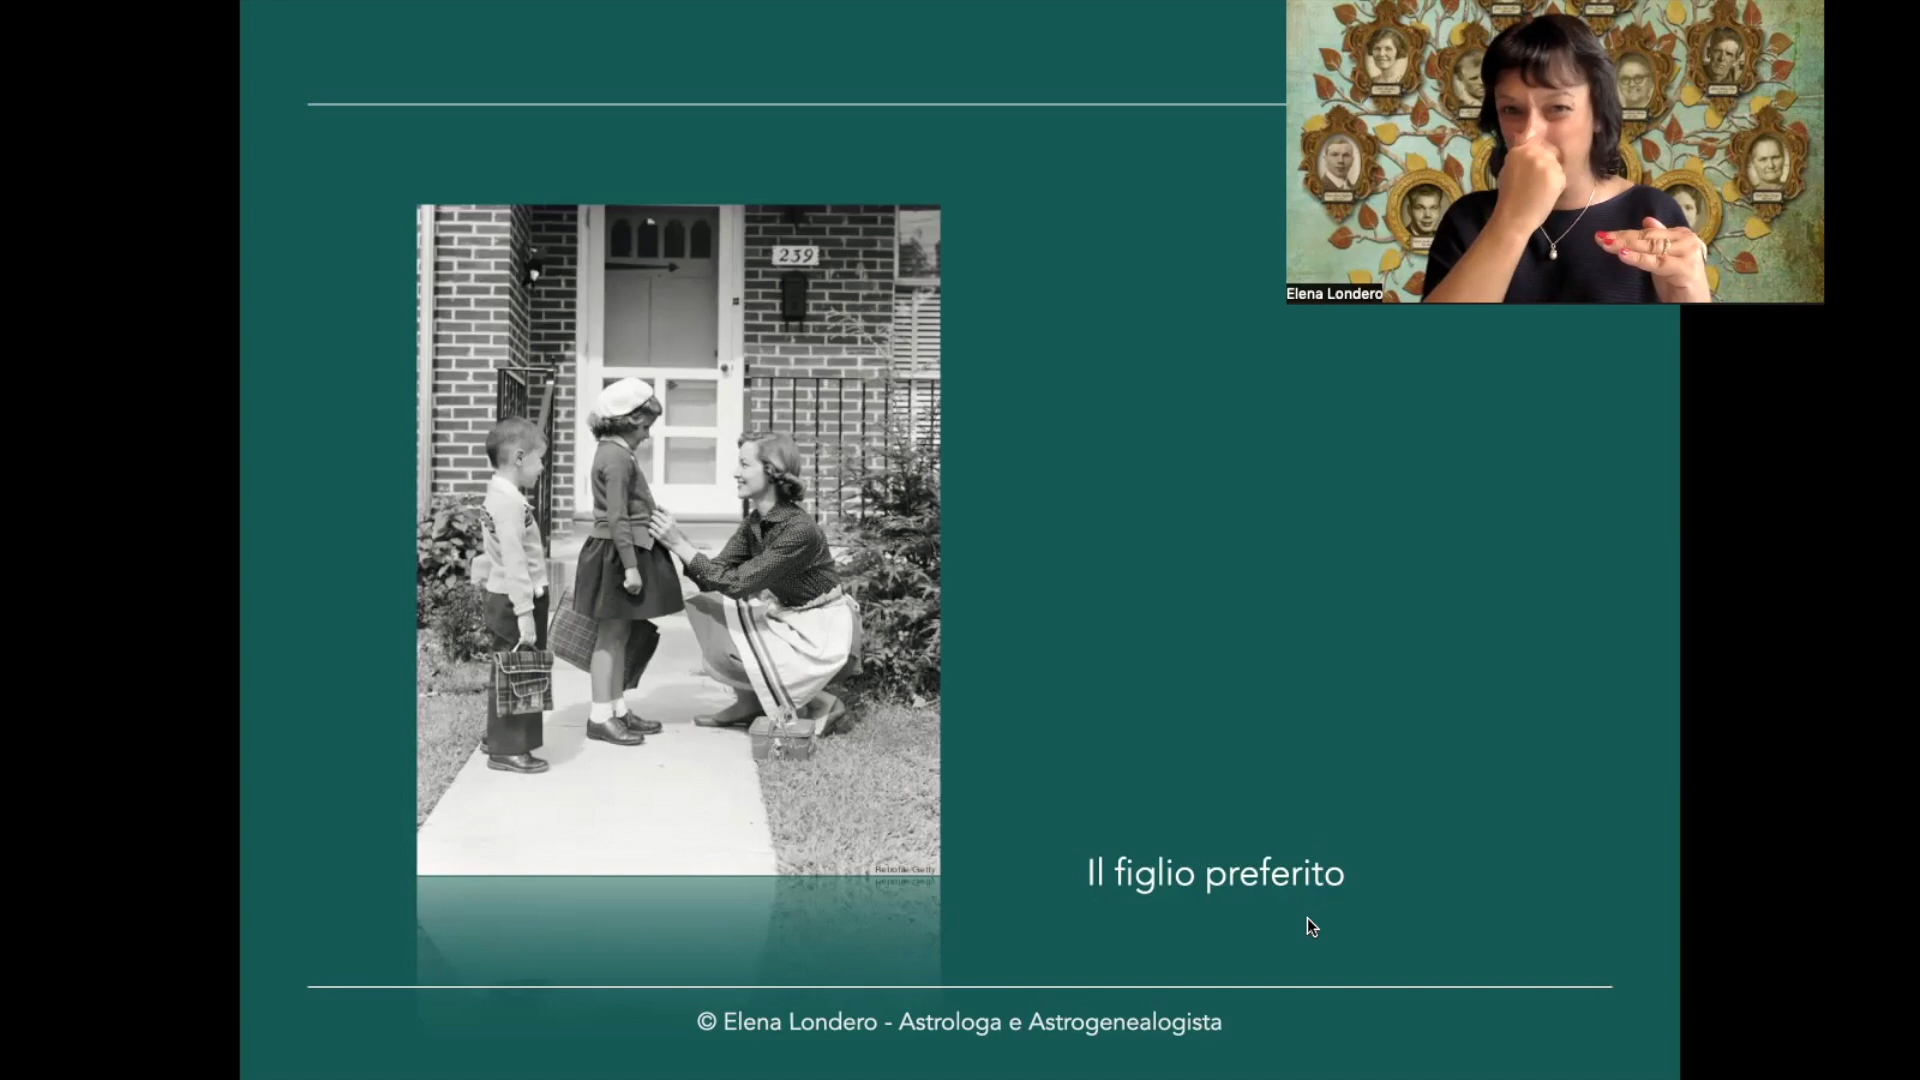 Elena Londero
239
Il figlio preferito
© Elena Londero - Astrologa e Astrogenealogista